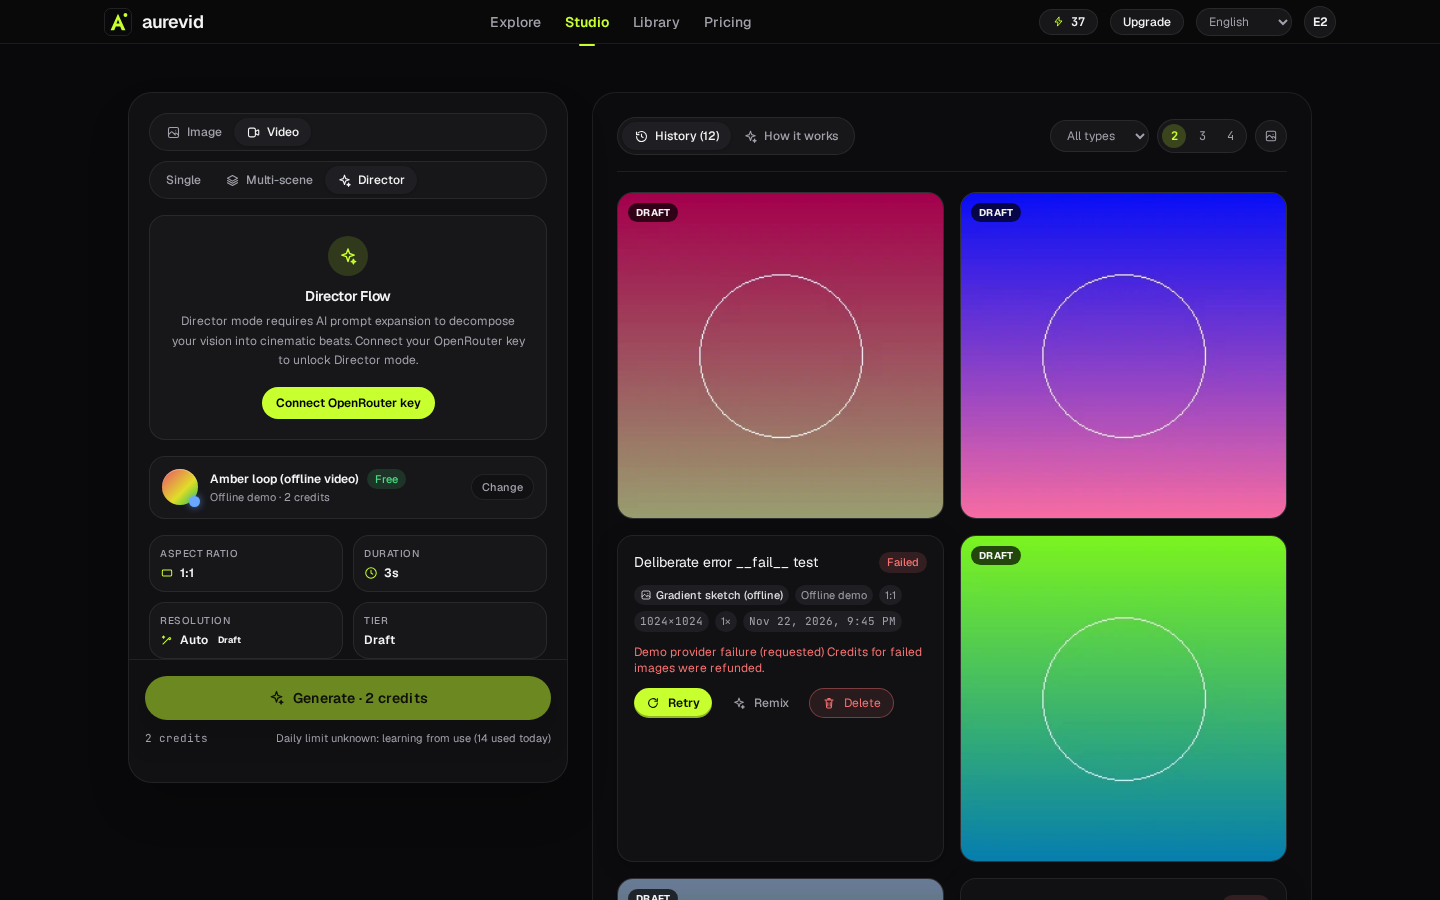 aurevid
Explore
Studio
Library
Pricing
37
Upgrade
English
E2
Image
Video
Single
Multi-scene
Director
Director Flow
Director mode requires AI prompt expansion to decompose
your vision into cinematic beats. Connect your OpenRouter key
to unlock Director mode.
Connect OpenRouter key
Amber loop (offline video) Free
Offline demo · 2 credits
Change
ASPECT RATIO
1:1
DURATION
3s
RESOLUTION
Auto Draft
TIER
Draft
Generate · 2 credits
2 credits
Daily limit unknown: learning from use (14 used today)
History (12)
How it works
All types
2
3
4
DRAFT
DRAFT
Deliberate error __fail__ test
Failed
Gradient sketch (offline) Offline demo 1:1
1024×1024 1× Nov 22, 2026, 9:45 PM
Demo provider failure (requested) Credits for failed
images were refunded.
Retry
Remix
Delete
DRAFT
DRAFT